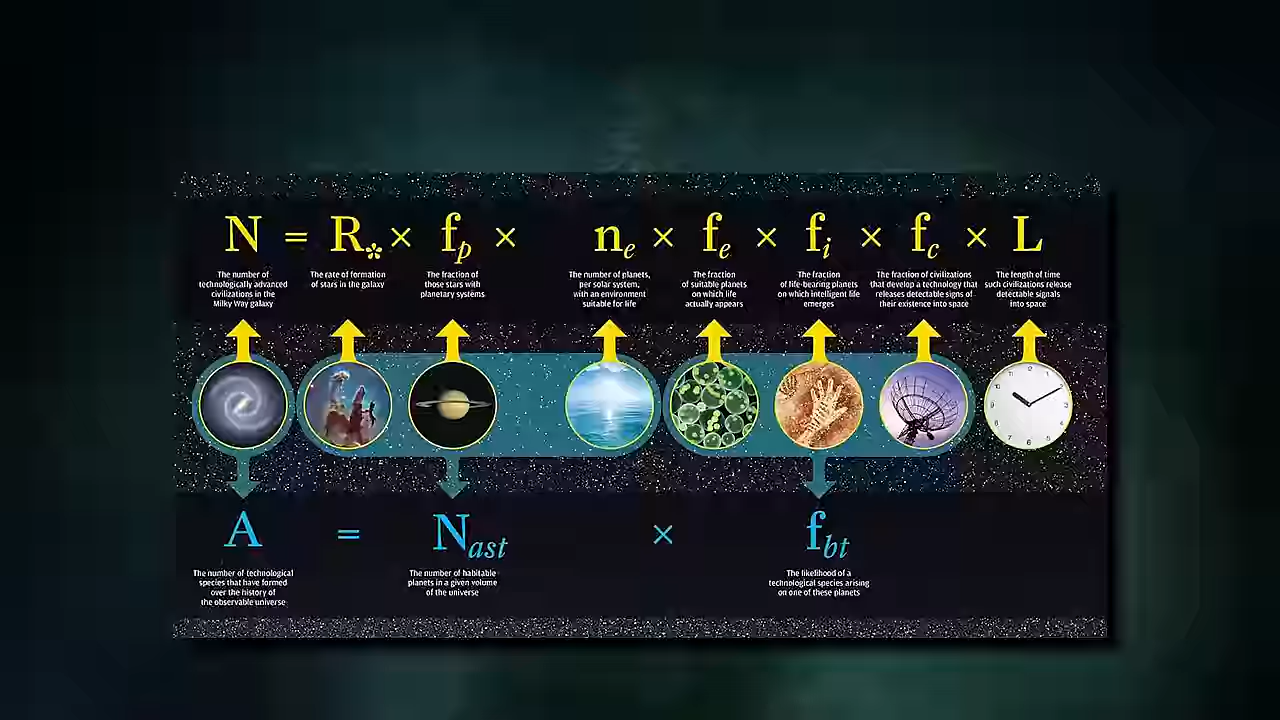 N = R* × fp × ne × fe × fi × fc × L
The number of
technologically advanced
civilizations in the
Milky Way galaxy
The rate of formation
of stars in the galaxy
The fraction of
those stars with
planetary systems
The number of planets,
per solar system,
with an environment
suitable for life
The fraction
of suitable planets
on which life
actually appears
The fraction
of life-bearing planets
on which intelligent life
emerges
The fraction of civilizations
that develop a technology that
releases detectable signs of
their existence into space
The length of time
such civilizations release
detectable signals
into space
A = Nast × fbt
The number of technological
species that have formed
over the history of
the observable universe
The number of habitable
planets in a given volume
of the universe
The likelihood of a
technological species arising
on one of these planets